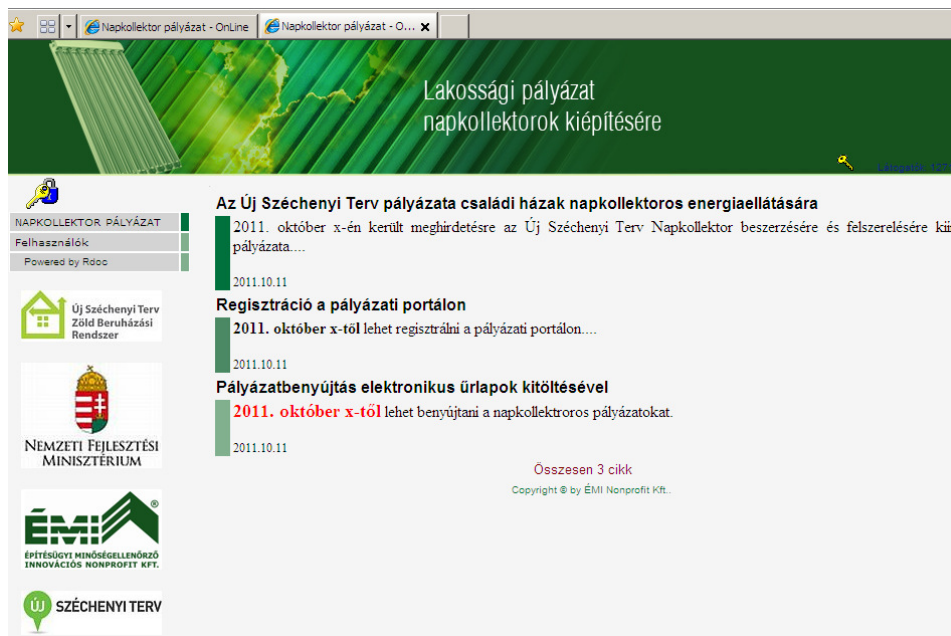 Napkollektor pályázat - OnLine
Napkollektor pályázat - O...
Lakossági pályázat
napkollektorok kiépítésére
NAPKOLLEKTOR PÁLYÁZAT
Felhasználók
Powered by Rdoc
Új Széchenyi Terv
Zöld Beruházási
Rendszer
NEMZETI FEJLESZTÉSI
MINISZTÉRIUM
ÉMI
ÉPÍTÉSÜGYI MINŐSÉGELLENŐRZŐ
INNOVÁCIÓS NONPROFIT KFT.
ÚJ SZÉCHENYI TERV
Az Új Széchenyi Terv pályázata családi házak napkollektoros energiaellátására
2011. október x-én került meghirdetésre az Új Széchenyi Terv Napkollektor beszerzésére és felszerelésére kií
pályázata....
2011.10.11
Regisztráció a pályázati portálon
2011. október x-től lehet regisztrálni a pályázati portálon....
2011.10.11
Pályázatbenyújtás elektronikus űrlapok kitöltésével
2011. október x-től lehet benyújtani a napkollektroros pályázatokat.
2011.10.11
Összesen 3 cikk
Copyright © by ÉMI Nonprofit Kft..